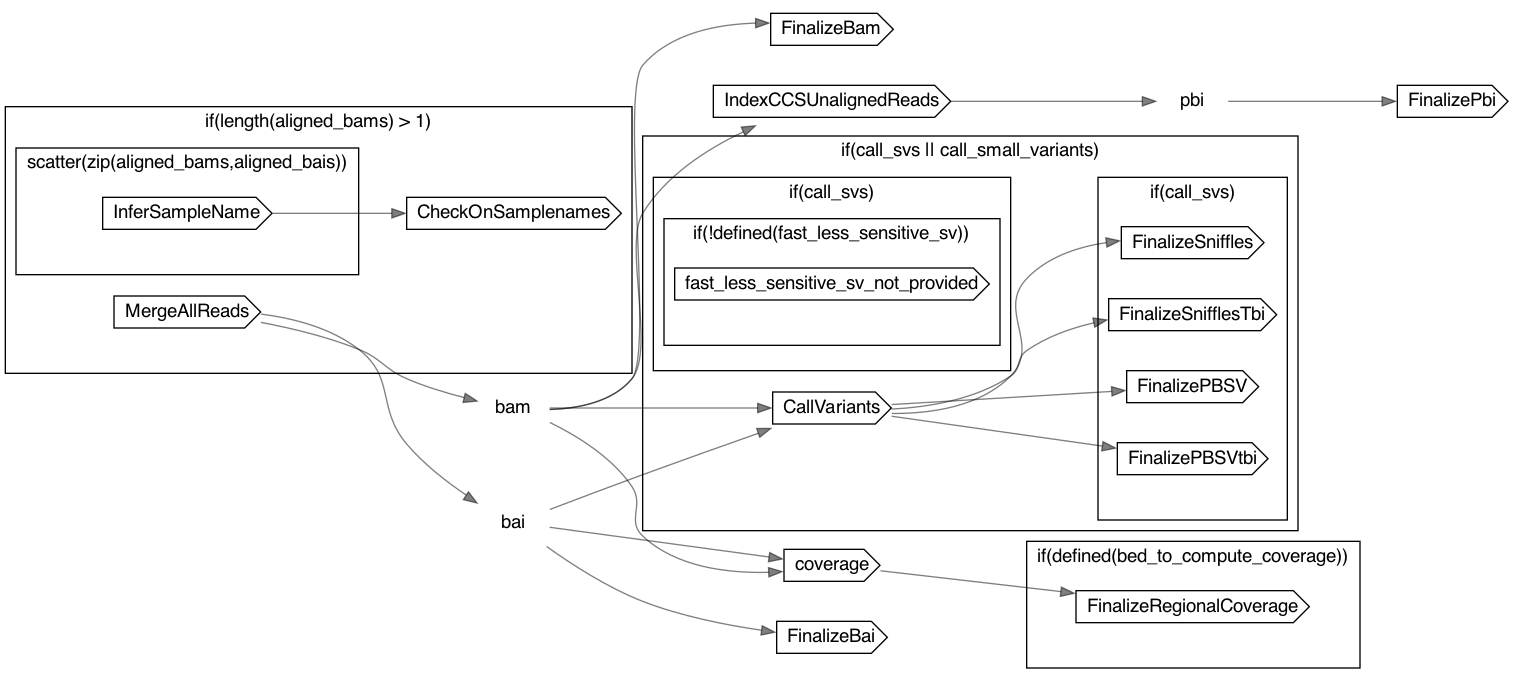 FinalizeBam
IndexCCSUnalignedReads
pbi
FinalizePbi
if(length(aligned_bams) > 1)
scatter(zip(aligned_bams,aligned_bais))
InferSampleName
CheckOnSamplenames
MergeAllReads
if(call_svs || call_small_variants)
if(call_svs)
if(!defined(fast_less_sensitive_sv))
fast_less_sensitive_sv_not_provided
if(call_svs)
FinalizeSniffles
FinalizeSnifflesTbi
FinalizePBSV
FinalizePBSVtbi
bam
CallVariants
bai
coverage
if(defined(bed_to_compute_coverage))
FinalizeRegionalCoverage
FinalizeBai